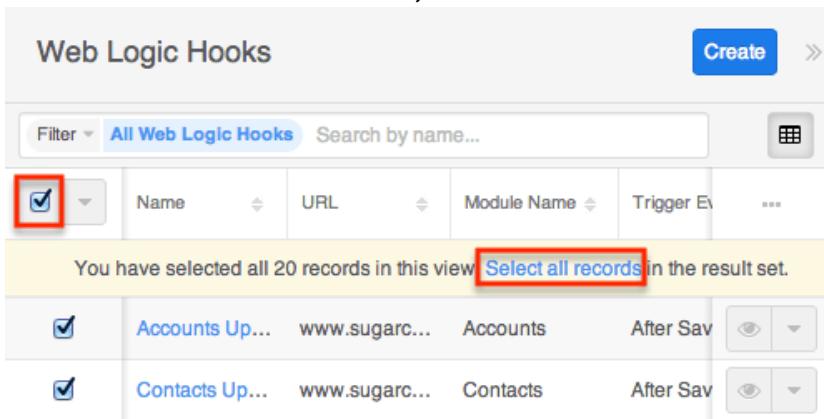 Web Logic Hooks Create
Filter All Web Logic Hooks Search by name...
Name URL Module Name Trigger Ev
You have selected all 20 records in this view Select all records in the result set.
Accounts Up... www.sugarc... Accounts After Sav
Contacts Up... www.sugarc... Contacts After Sav